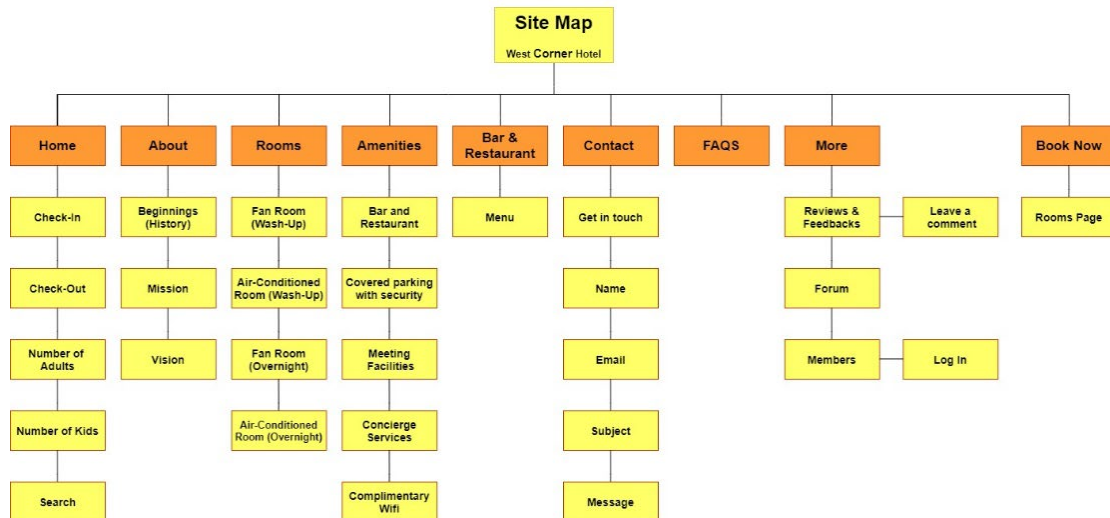 Site Map
West Corner Hotel
Home
About
Rooms
Amenities
Bar &
Restaurant
Contact
FAQS
More
Book Now
Check-In
Beginnings
(History)
Fan Room
(Wash-Up)
Bar and
Restaurant
Menu
Get in touch
Reviews &
Feedbacks
Leave a
comment
Rooms Page
Check-Out
Mission
Air-Conditioned
Room (Wash-Up)
Covered parking
with security
Name
Forum
Number of
Adults
Vision
Fan Room
(Overnight)
Meeting
Facilities
Email
Members
Log In
Number of Kids
Air-Conditioned
Room (Overnight)
Concierge
Services
Subject
Search
Complimentary
Wifi
Message